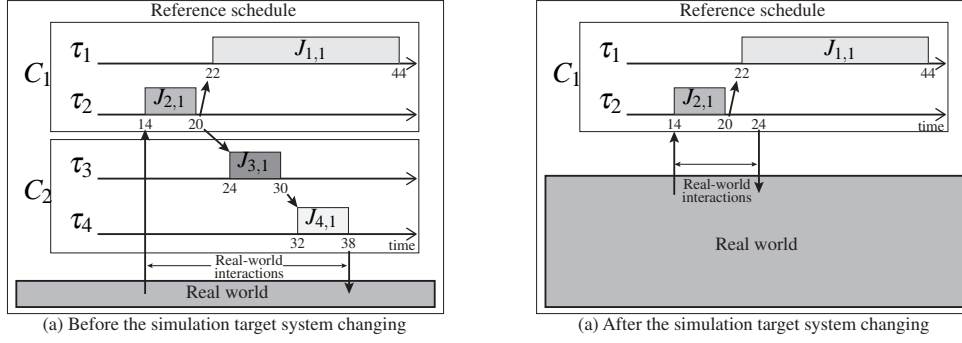 Reference schedule
C1
τ1
J1,1
22
44
τ2
J2,1
14
20
C2
τ3
J3,1
24
30
τ4
J4,1
32
38
time
Real-world
interactions
Real world
(a) Before the simulation target system changing
Reference schedule
C1
τ1
J1,1
22
44
τ2
J2,1
14
20
24
time
Real-world
interactions
Real world
(a) After the simulation target system changing